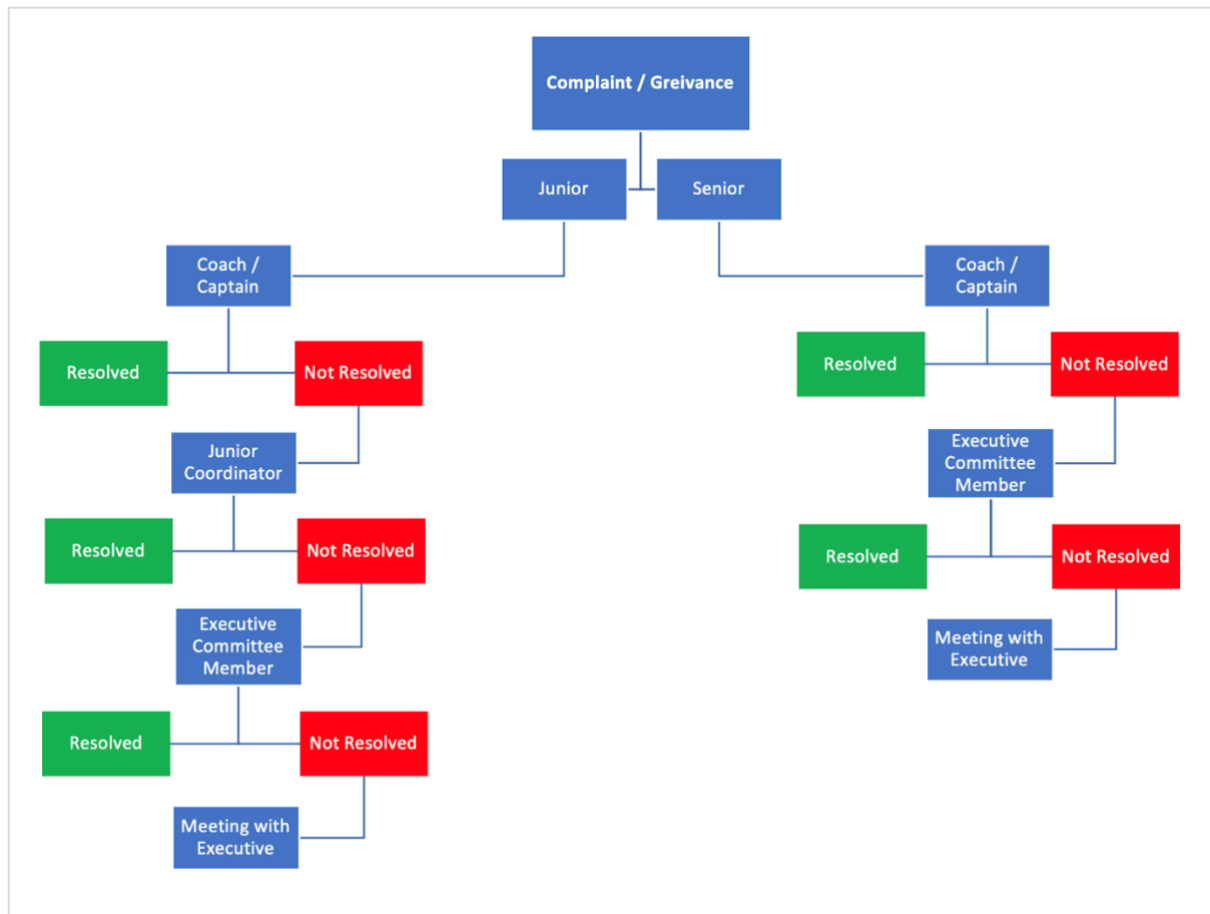 Complaint / Greivance
Junior
Senior
Coach /
Captain
Resolved
Not Resolved
Junior
Coordinator
Resolved
Not Resolved
Executive
Committee
Member
Resolved
Not Resolved
Meeting with
Executive
Coach /
Captain
Resolved
Not Resolved
Executive
Committee
Member
Resolved
Not Resolved
Meeting with
Executive